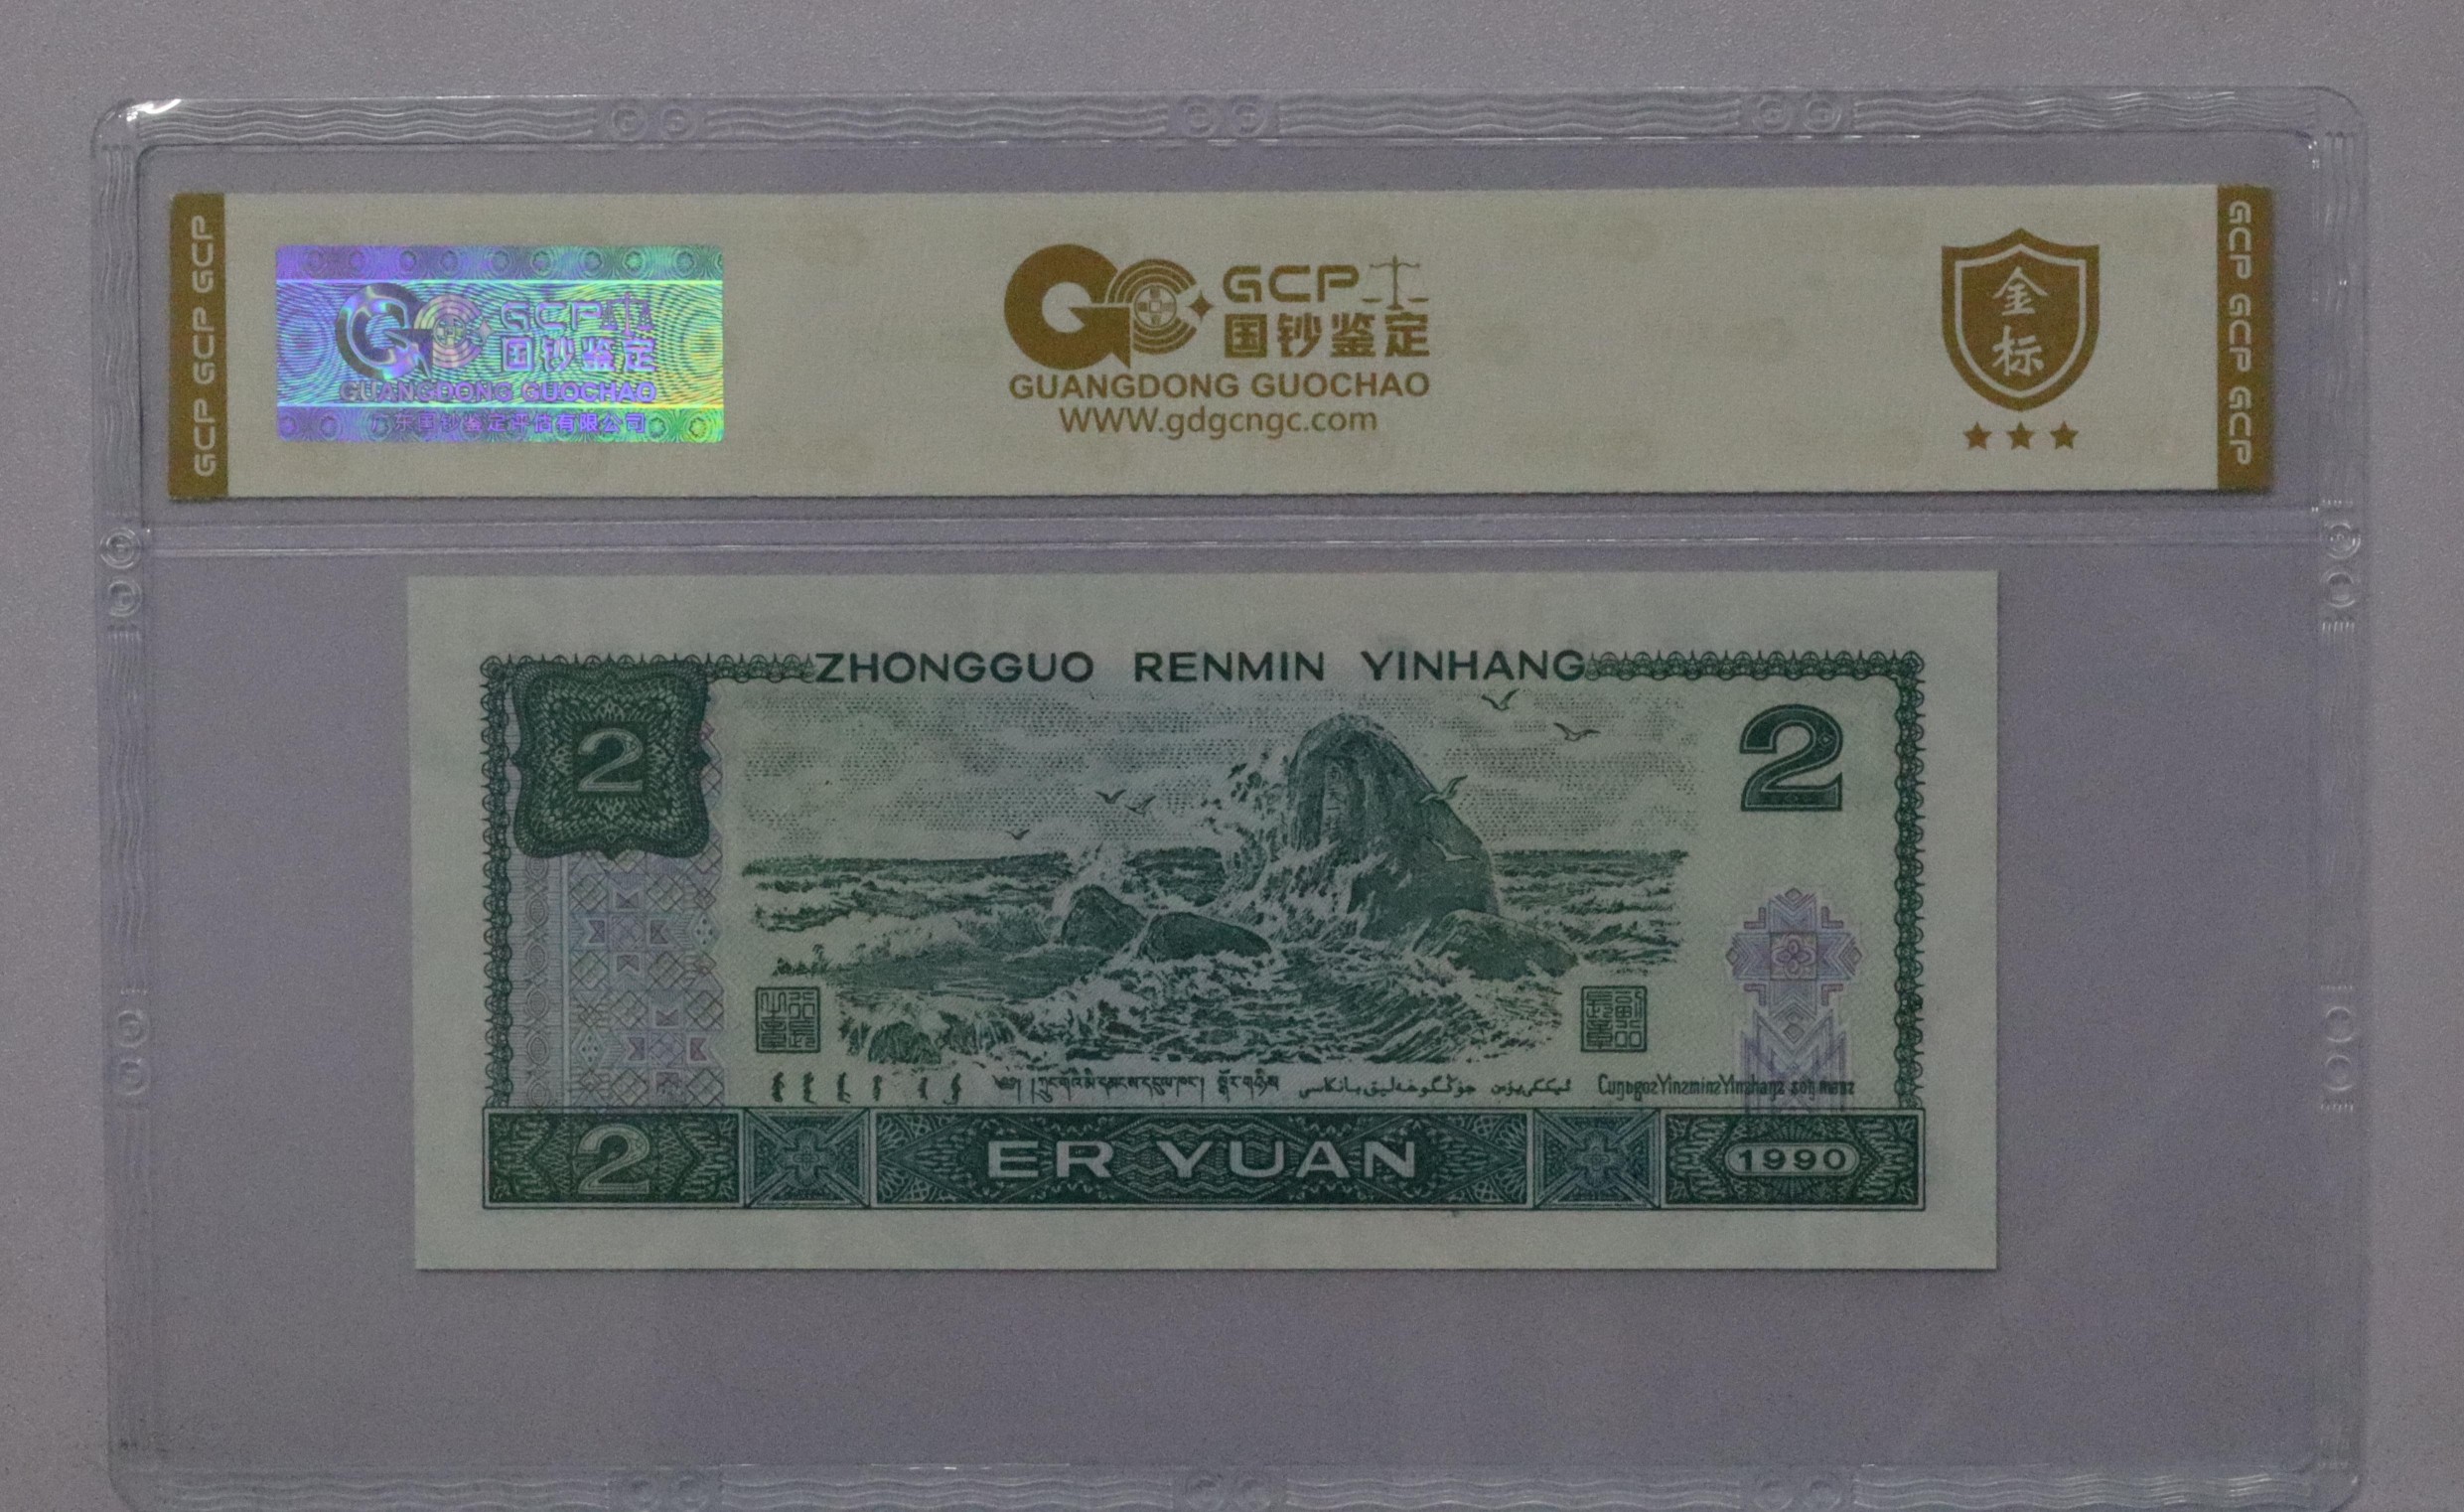 GCP GCP GCP
GCP
国钞鉴定
GUANGDONG GUOCHAO
广东国钞鉴定评估有限公司
GCP
国钞鉴定
GUANGDONG GUOCHAO
WWW.gdgcngc.com
金
标
GCP GCP GCP
ZHONGGUO RENMIN YINHANG
2
2
2
ER YUAN
1990